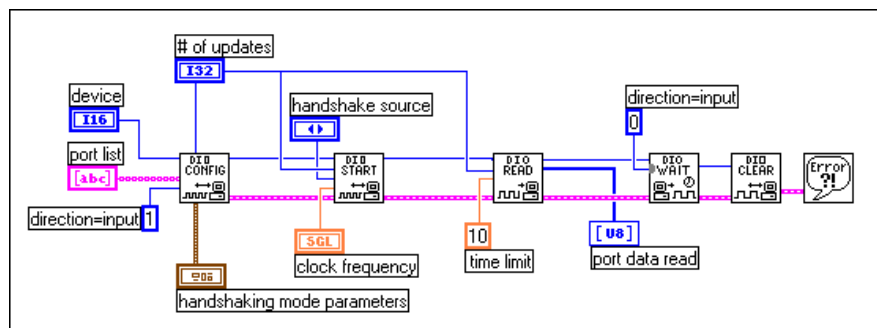 # of updates
I32
device
I16
handshake source
direction=input
0
port list
[abc]
DIO
CONFIG
DIO
START
DIO
READ
DIO
WAIT
DIO
CLEAR
Error
?!
direction=input
1
SGL
clock frequency
10
time limit
[U8]
port data read
handshaking mode parameters